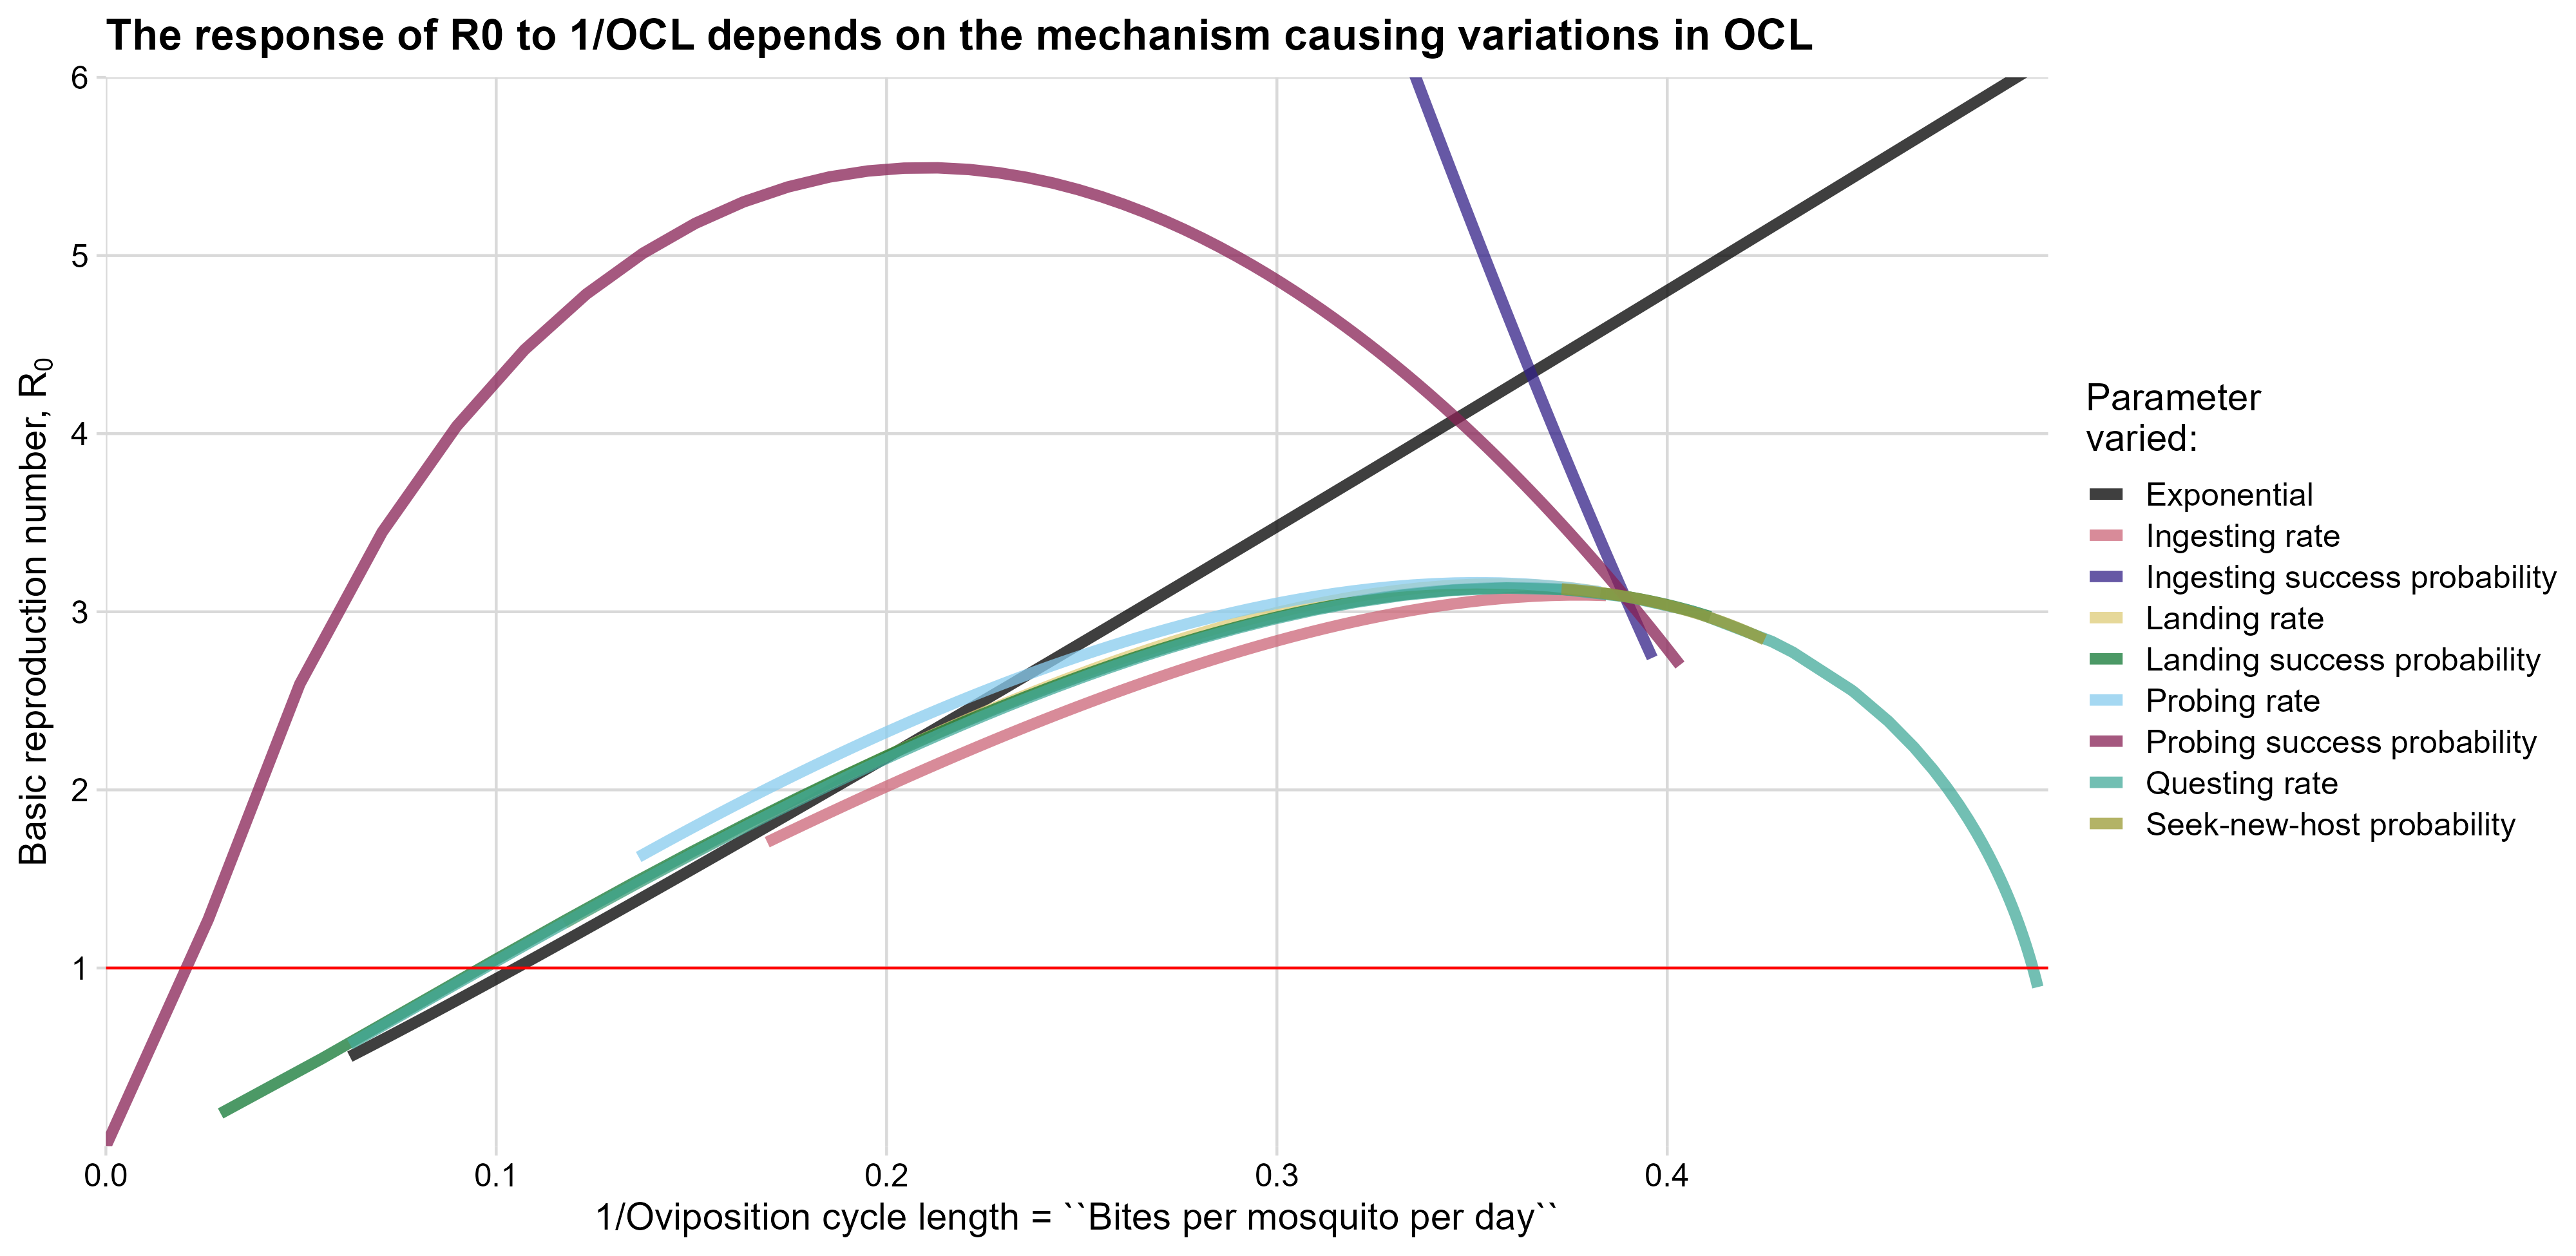 The response of R0 to 1/OCL depends on the mechanism causing variations in OCL
6
5
4
3
2
1
Basic reproduction number, R₀
0.0 0.1 0.2 0.3 0.4
1/Oviposition cycle length = ``Bites per mosquito per day``
Parameter
varied:
Exponential
Ingesting rate
Ingesting success probability
Landing rate
Landing success probability
Probing rate
Probing success probability
Questing rate
Seek-new-host probability